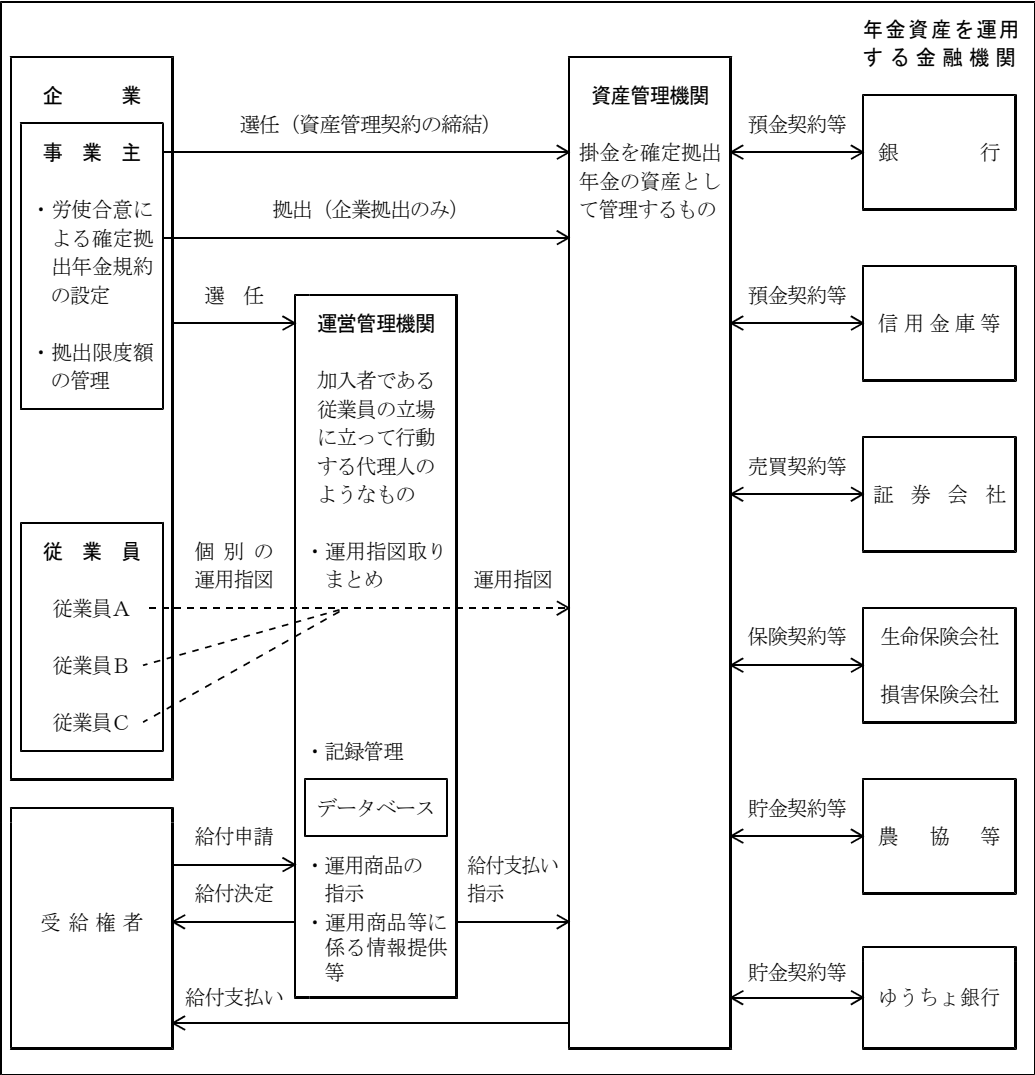 年金資産を運用
する金融機関
企業
事業主
・労使合意に
よる確定拠
出年金規約
の設定
・拠出限度額
の管理
選任（資産管理契約の締結）
拠出（企業拠出のみ）
選任
従業員
従業員A
従業員B
従業員C
個別の
運用指図
運営管理機関
加入者である
従業員の立場
に立って行動
する代理人の
ようなもの
・運用指図取り
まとめ
・記録管理
データベース
・運用商品の
指示
・運用商品等に
係る情報提供
等
運用指図
受給権者
給付申請
給付決定
給付支払い
給付支払い
指示
資産管理機関
掛金を確定拠出
年金の資産とし
て管理するもの
預金契約等
銀行
預金契約等
信用金庫等
売買契約等
証券会社
保険契約等
生命保険会社
損害保険会社
貯金契約等
農協等
貯金契約等
ゆうちょ銀行